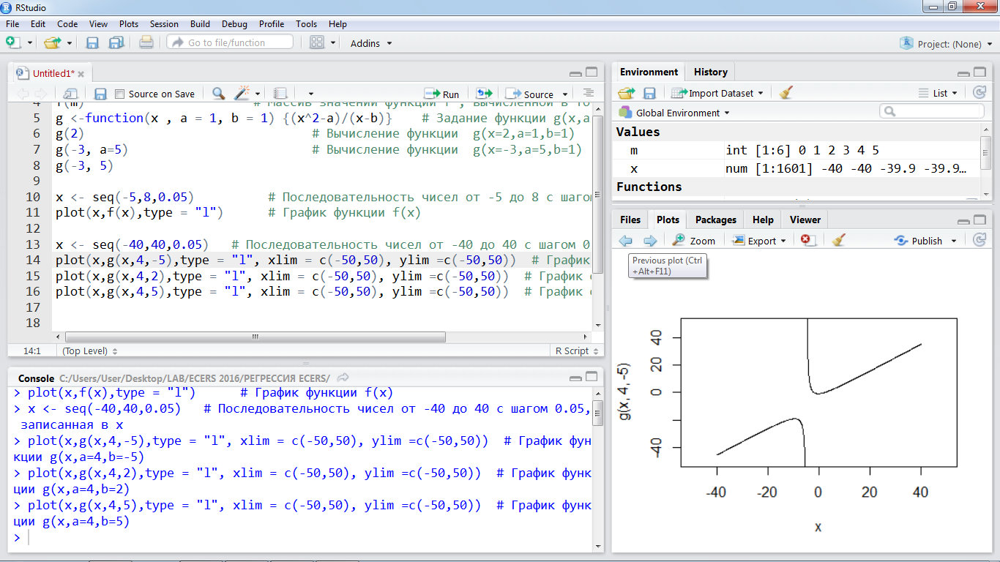 RStudio
File Edit Code View Plots Session Build Debug Profile Tools Help
Go to file/function Addins Project: (None)
Untitled1*
Source on Save Run Source
4 f(m) # Массив значений функции f, вычисленной в то
5 g <-function(x , a = 1, b = 1) {(x^2-a)/(x-b)} # Задание функции g(x,a
6 g(2) # Вычисление функции g(x=2,a=1,b=1)
7 g(-3, a=5) # Вычисление функции g(x=-3,a=5,b=1)
8 g(-3, 5)
9
10 x <- seq(-5,8,0.05) # Последовательность чисел от -5 до 8 с шагом
11 plot(x,f(x),type = "l") # График функции f(x)
12
13 x <- seq(-40,40,0.05) # Последовательность чисел от -40 до 40 с шагом 0
14 plot(x,g(x,4,-5),type = "l", xlim = c(-50,50), ylim =c(-50,50)) # График
15 plot(x,g(x,4,2),type = "l", xlim = c(-50,50), ylim =c(-50,50)) # График ф
16 plot(x,g(x,4,5),type = "l", xlim = c(-50,50), ylim =c(-50,50)) # График ф
17
18
14:1 (Top Level) R Script
Console C:/Users/User/Desktop/LAB/ECERS 2016/РЕГРЕССИЯ ECERS/
> plot(x,f(x),type = "l") # График функции f(x)
> x <- seq(-40,40,0.05) # Последовательность чисел от -40 до 40 с шагом 0.05,
записанная в x
> plot(x,g(x,4,-5),type = "l", xlim = c(-50,50), ylim =c(-50,50)) # График фун
кции g(x,a=4,b=-5)
> plot(x,g(x,4,2),type = "l", xlim = c(-50,50), ylim =c(-50,50)) # График функ
ции g(x,a=4,b=2)
> plot(x,g(x,4,5),type = "l", xlim = c(-50,50), ylim =c(-50,50)) # График функ
ции g(x,a=4,b=5)
>
Environment History
Import Dataset List
Global Environment
Values
m int [1:6] 0 1 2 3 4 5
x num [1:1601] -40 -40 -39.9 -39.9…
Functions
Files Plots Packages Help Viewer
Zoom Export Publish
Previous plot (Ctrl
+Alt+F11)
g(x, 4, -5)
40
20
0
-40
-40 -20 0 20 40
x